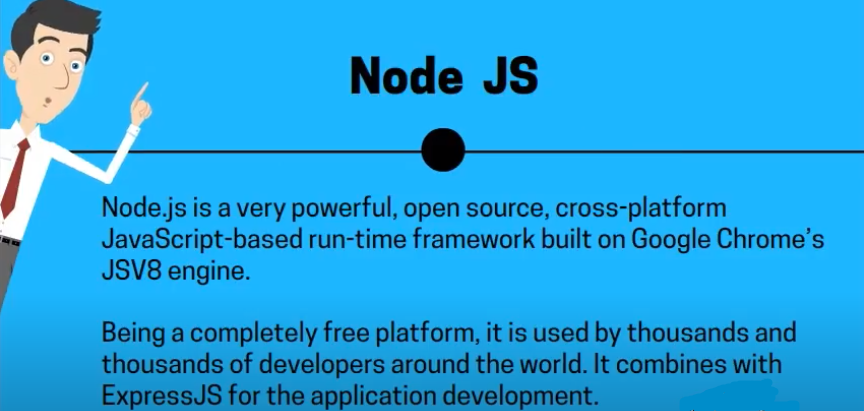 Node JS
Node.js is a very powerful, open source, cross-platform
JavaScript-based run-time framework built on Google Chrome's
JSV8 engine.
Being a completely free platform, it is used by thousands and
thousands of developers around the world. It combines with
ExpressJS for the application development.